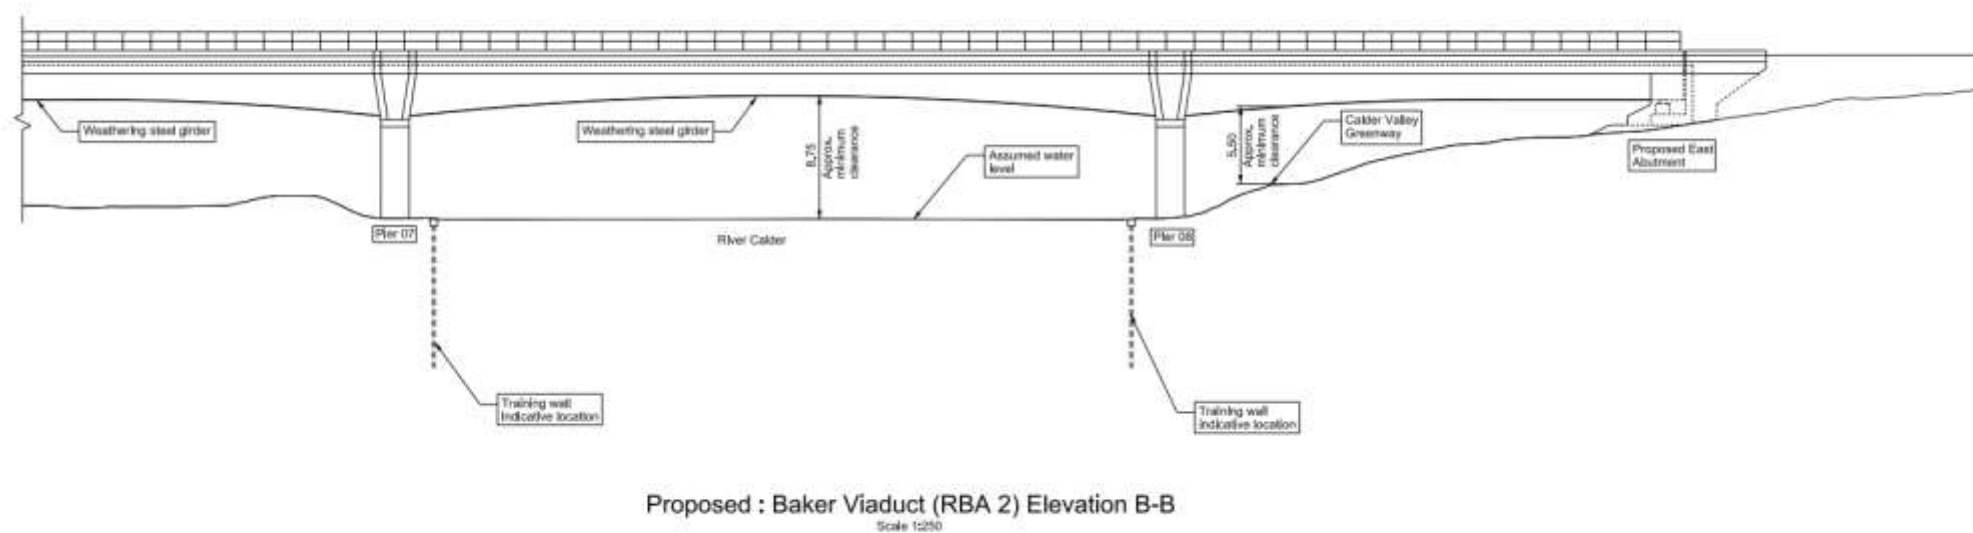 Weathering steel girder
Weathering steel girder
8.75
Approx.
minimum
clearance
Assumed water
level
5.50
Approx.
minimum
clearance
Calder Valley
Greenway
Proposed East
Abutment
Pier 07
River Calder
Pier 08
Training wall
indicative location
Training wall
indicative location
Proposed : Baker Viaduct (RBA 2) Elevation B-B
Scale 1:250